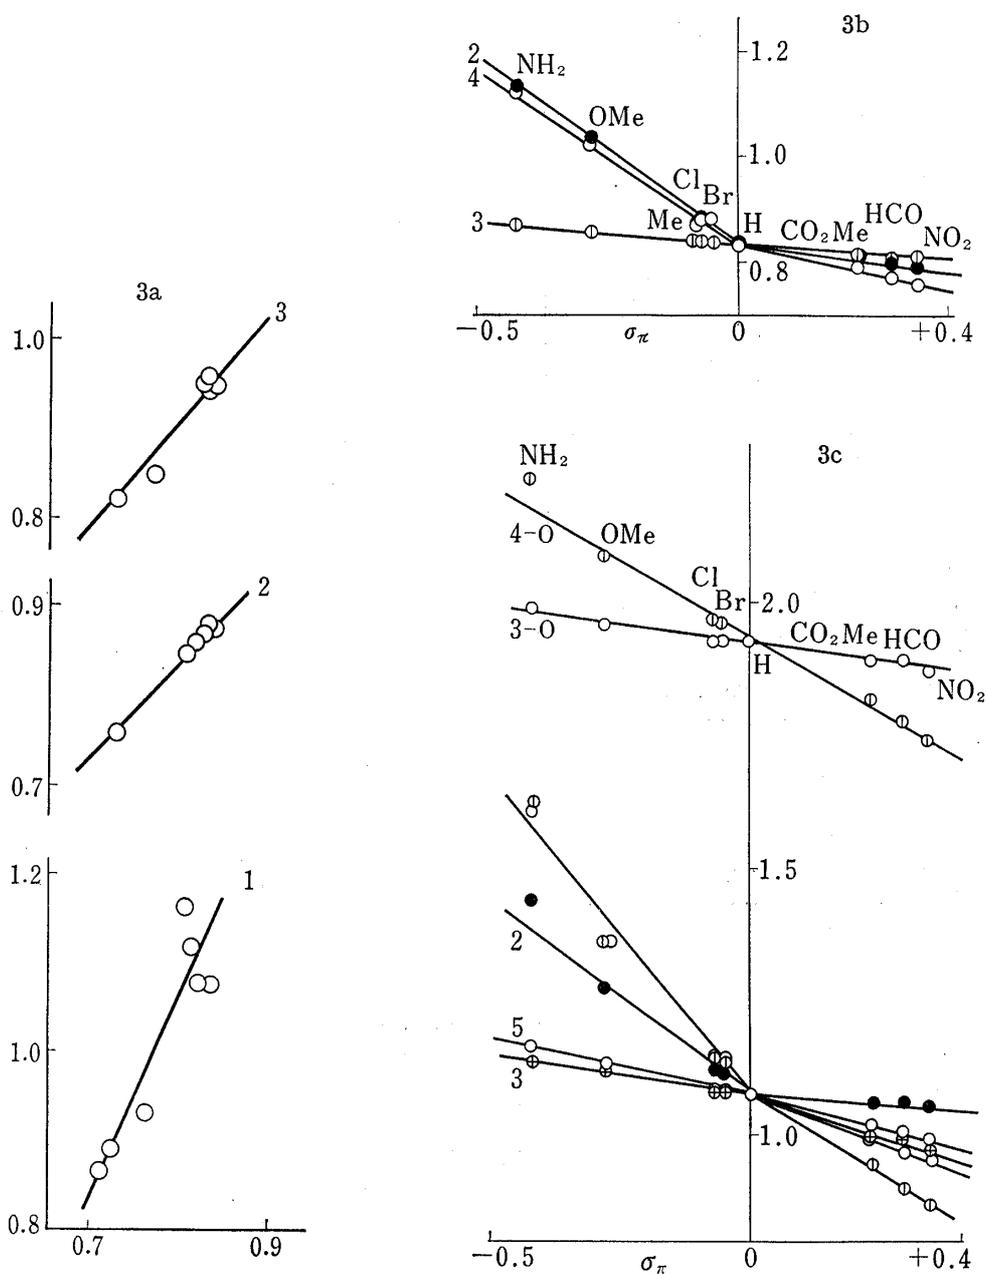 3a
3
1.0
0.8
0.9
2
0.7
1.2
1
1.0
0.8
0.7 0.9
3b
1.2
2
4
NH₂
OMe
1.0
Cl
Br
Me
H
3
CO₂Me
HCO
NO₂
0.8
−0.5 σπ 0 +0.4
3c
NH₂
4-O
OMe
Cl
Br
2.0
3-O
CO₂Me HCO
H
NO₂
1.5
2
5
3
1.0
−0.5 σπ 0 +0.4